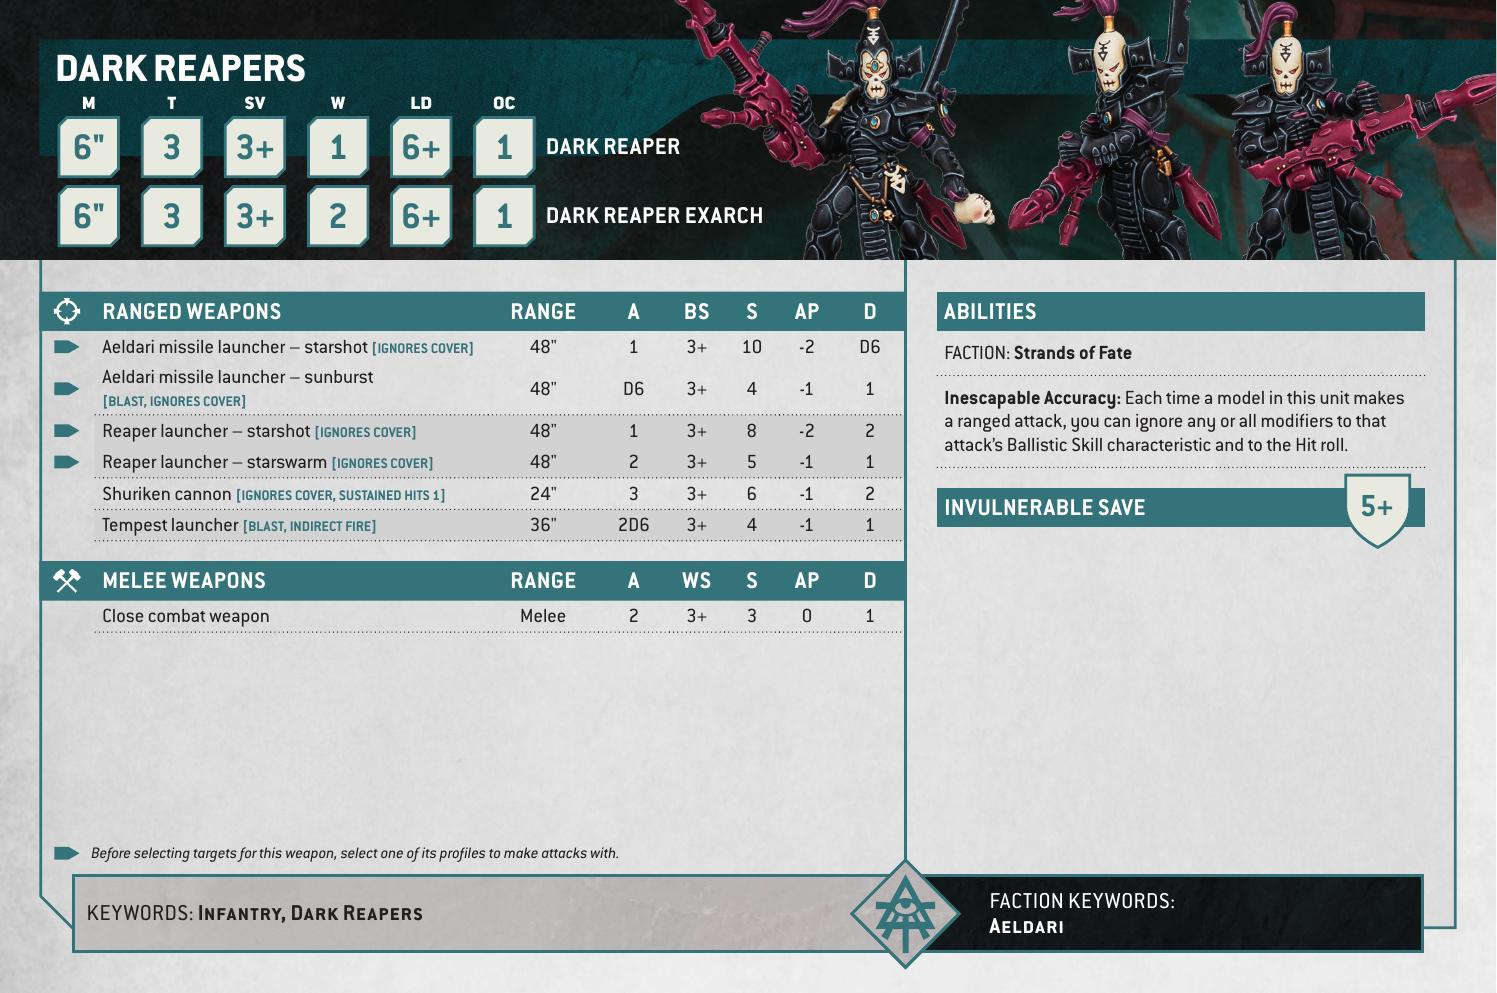 DARK REAPERS
M T SV W LD OC
6" 3 3+ 1 6+ 1 DARK REAPER
6" 3 3+ 2 6+ 1 DARK REAPER EXARCH
RANGED WEAPONS RANGE A BS S AP D
Aeldari missile launcher – starshot [IGNORES COVER] 48" 1 3+ 10 -2 D6
Aeldari missile launcher – sunburst
[BLAST, IGNORES COVER] 48" D6 3+ 4 -1 1
Reaper launcher – starshot [IGNORES COVER] 48" 1 3+ 8 -2 2
Reaper launcher – starswarm [IGNORES COVER] 48" 2 3+ 5 -1 1
Shuriken cannon [IGNORES COVER, SUSTAINED HITS 1] 24" 3 3+ 6 -1 2
Tempest launcher [BLAST, INDIRECT FIRE] 36" 2D6 3+ 4 -1 1
MELEE WEAPONS RANGE A WS S AP D
Close combat weapon Melee 2 3+ 3 0 1
Before selecting targets for this weapon, select one of its profiles to make attacks with.
KEYWORDS: INFANTRY, DARK REAPERS
ABILITIES
FACTION: Strands of Fate
Inescapable Accuracy: Each time a model in this unit makes
a ranged attack, you can ignore any or all modifiers to that
attack's Ballistic Skill characteristic and to the Hit roll.
INVULNERABLE SAVE 5+
FACTION KEYWORDS:
AELDARI